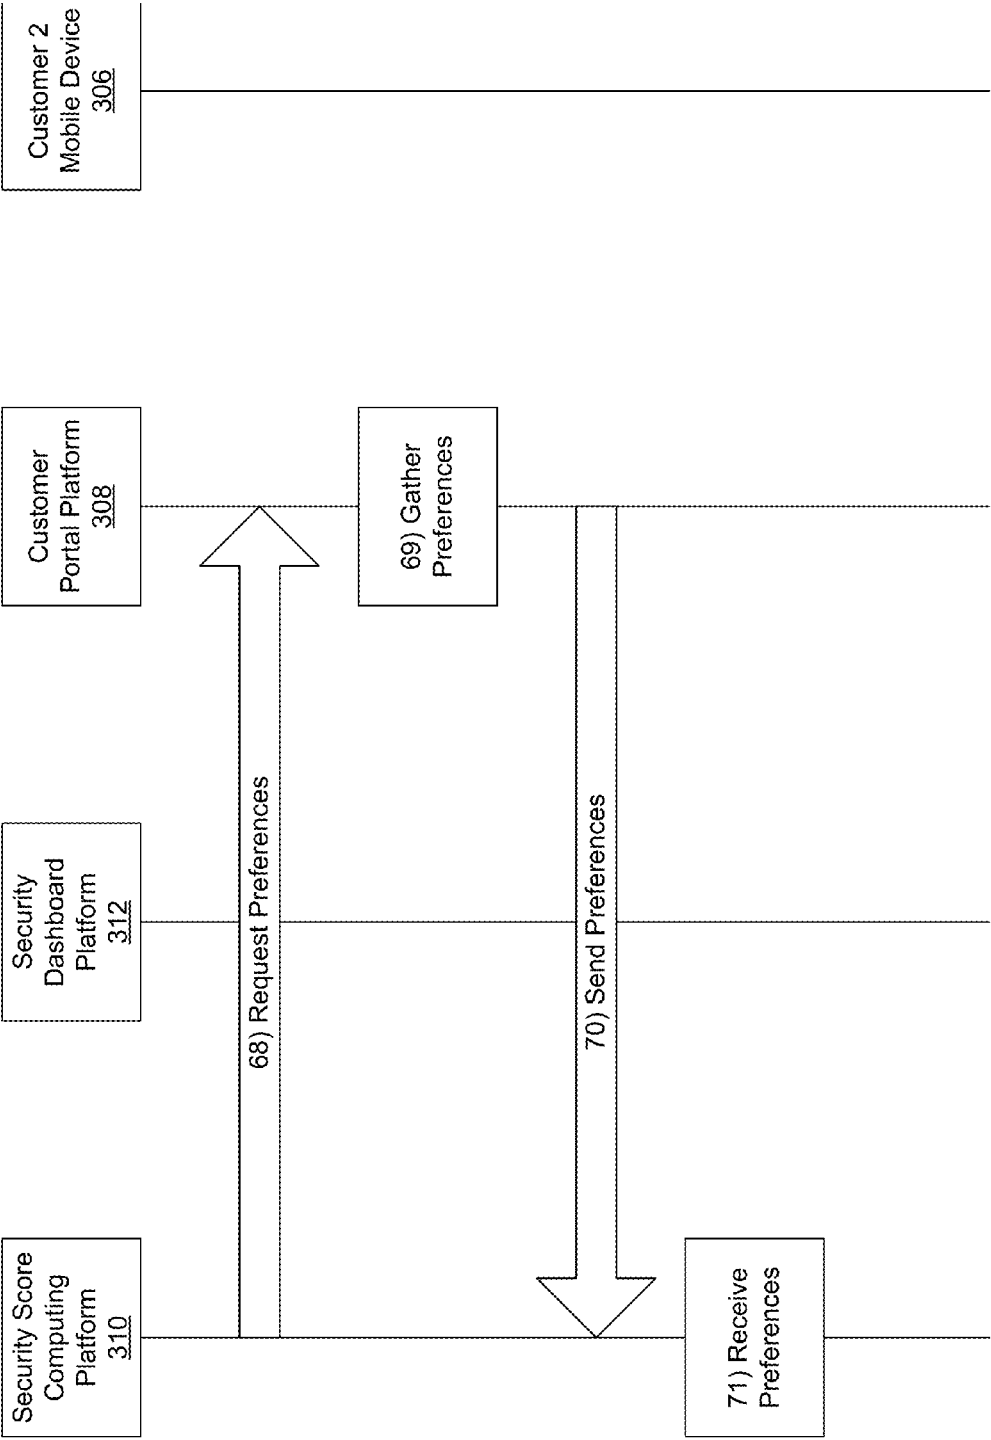 Security Score
Computing
Platform
310
Security
Dashboard
Platform
312
Customer
Portal Platform
308
Customer 2
Mobile Device
306
68) Request Preferences
69) Gather
Preferences
70) Send Preferences
71) Receive
Preferences